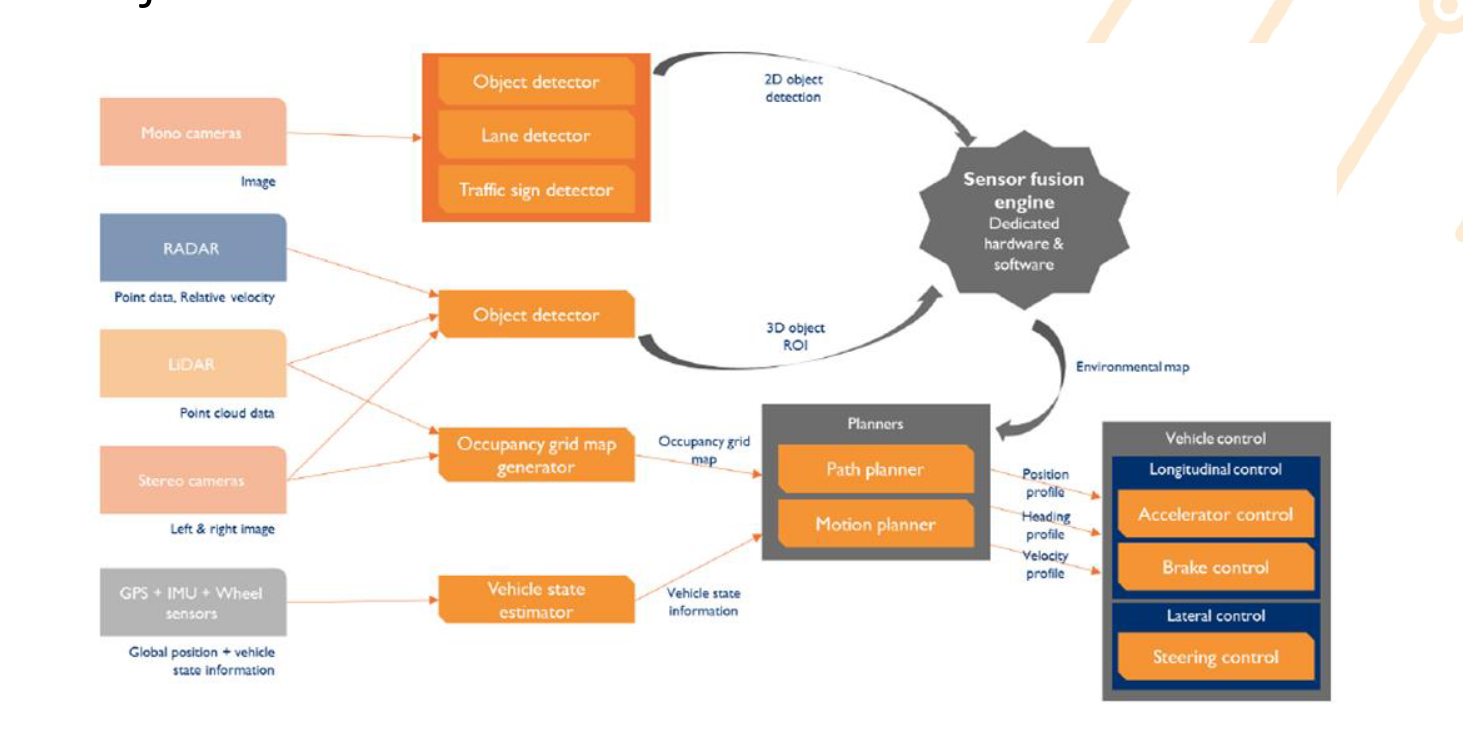 Object detector
2D object
detection
Mono cameras
Lane detector
Image
Traffic sign detector
Sensor fusion
engine
Dedicated
hardware &
software
RADAR
Point data, Relative velocity
Object detector
3D object
ROI
LiDAR
Environmental map
Point cloud data
Occupancy grid map
generator
Occupancy grid
map
Planners
Path planner
Motion planner
Stereo cameras
Left & right image
Position
profile
Heading
profile
Velocity
profile
Vehicle control
Longitudinal control
Accelerator control
Brake control
Lateral control
Steering control
GPS + IMU + Wheel
sensors
Global position + vehicle
state information
Vehicle state
estimator
Vehicle state
information